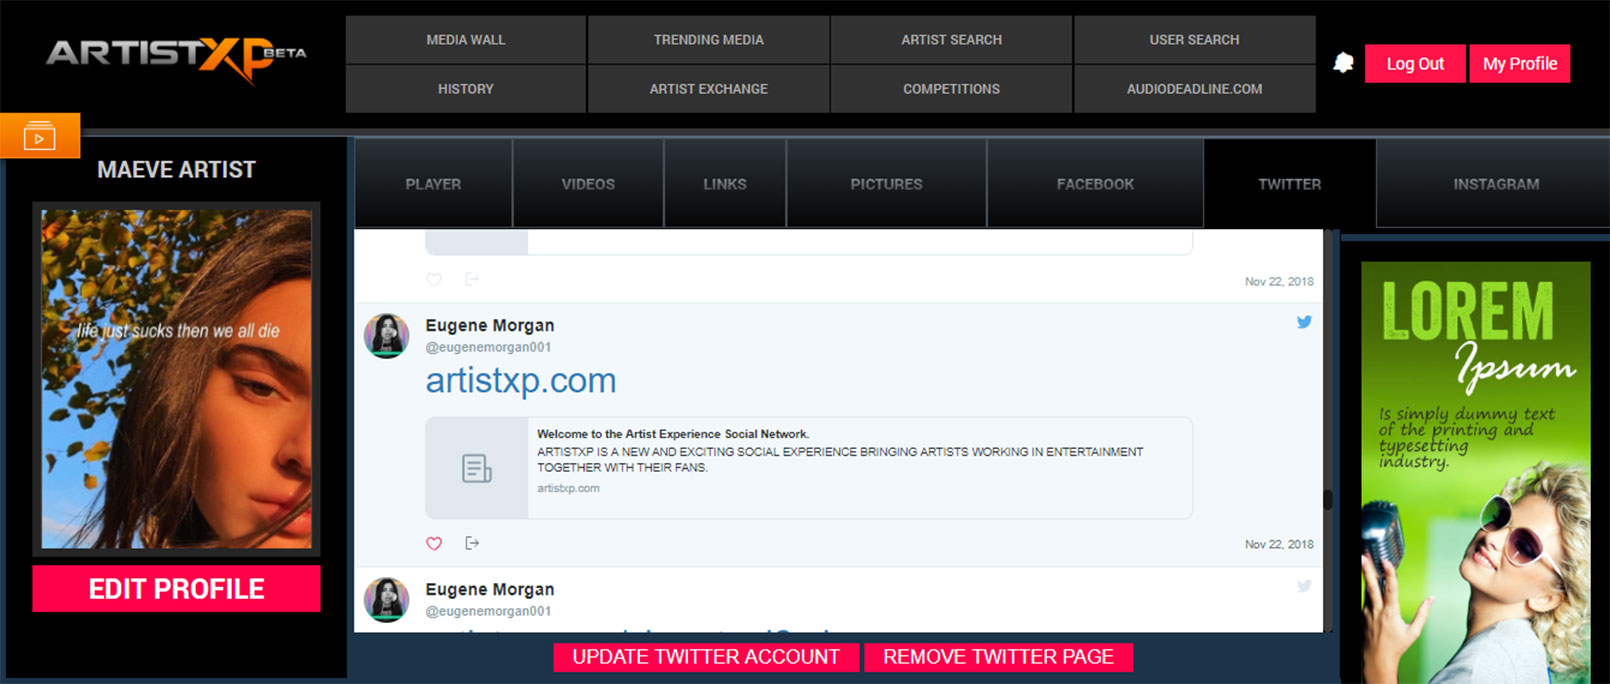 ARTISTXP BETA
MEDIA WALL
TRENDING MEDIA
ARTIST SEARCH
USER SEARCH
HISTORY
ARTIST EXCHANGE
COMPETITIONS
AUDIODEADLINE.COM
Log Out
My Profile
MAEVE ARTIST
life just sucks then we all die
EDIT PROFILE
PLAYER
VIDEOS
LINKS
PICTURES
FACEBOOK
TWITTER
INSTAGRAM
Nov 22, 2018
Eugene Morgan
@eugenemorgan001
artistxp.com
Welcome to the Artist Experience Social Network.
ARTISTXP IS A NEW AND EXCITING SOCIAL EXPERIENCE BRINGING ARTISTS WORKING IN ENTERTAINMENT
TOGETHER WITH THEIR FANS.
artistxp.com
Nov 22, 2018
Eugene Morgan
@eugenemorgan001
UPDATE TWITTER ACCOUNT
REMOVE TWITTER PAGE
LOREM
Ipsum
Is simply dummy text
of the printing and
typesetting
industry.